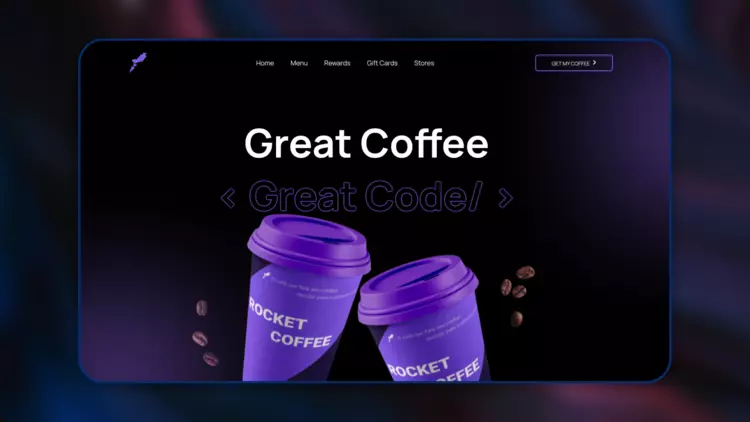 Home Menu Rewards Gift Cards Stores GET MY COFFEE >
Great Coffee
< Great Code/ >
ROCKET
COFFEE
ROCKET
COFFEE